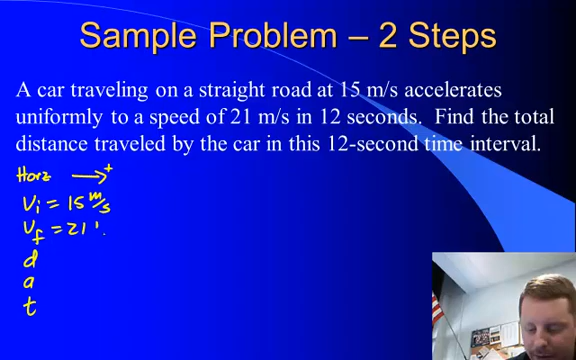 Sample Problem – 2 Steps
A car traveling on a straight road at 15 m/s accelerates
uniformly to a speed of 21 m/s in 12 seconds. Find the total
distance traveled by the car in this 12-second time interval.
Horz → +
Vi = 15 m/s
Vf = 21
d
a
t